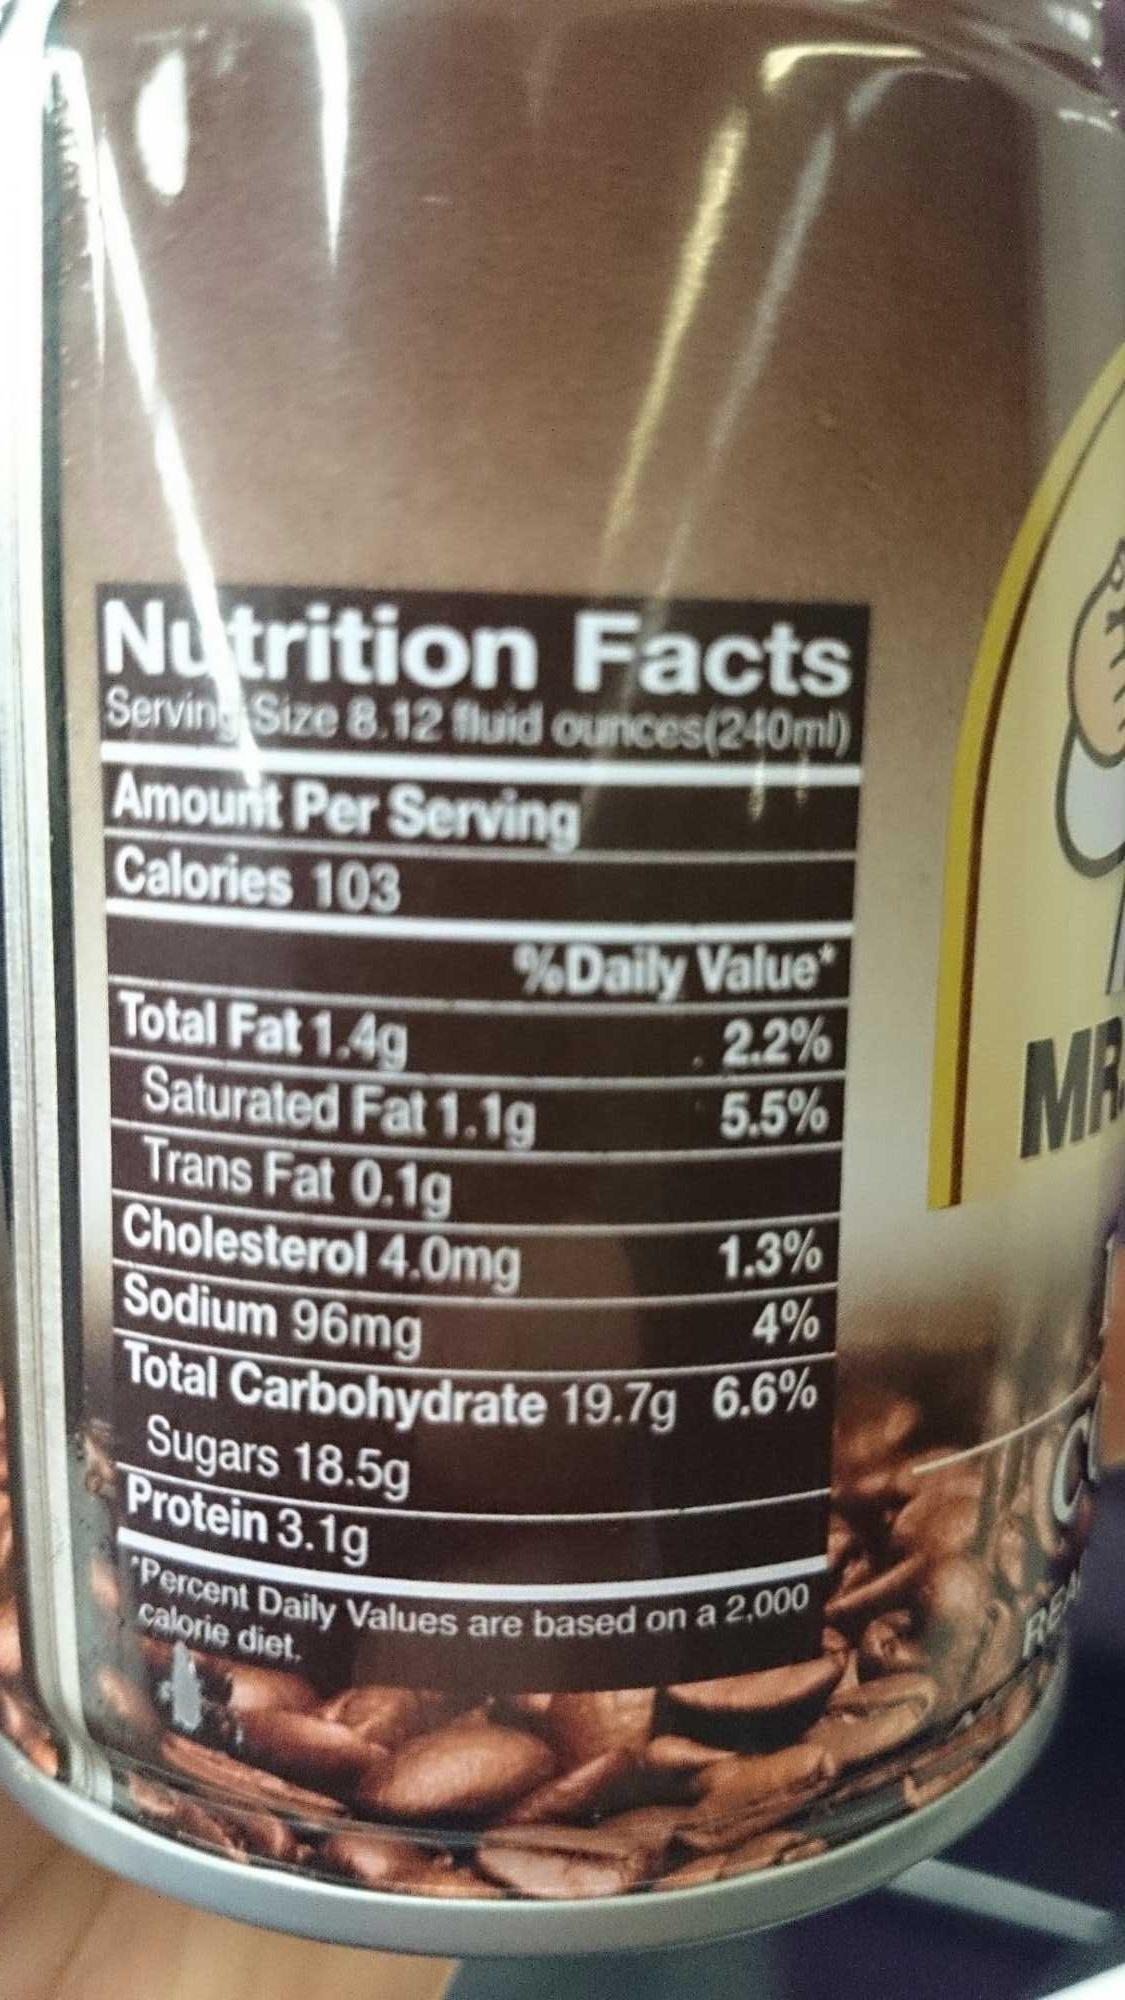 Nutrition Facts
Serving Size 8.12 fluid ounces(240ml)
Amount Per Serving
Calories 103
%Daily Value*
Total Fat 1.4g 2.2%
Saturated Fat 1.1g 5.5%
Trans Fat 0.1g
Cholesterol 4.0mg 1.3%
Sodium 96mg 4%
Total Carbohydrate 19.7g 6.6%
Sugars 18.5g
Protein 3.1g
*Percent Daily Values are based on a 2,000
calorie diet.
MR.